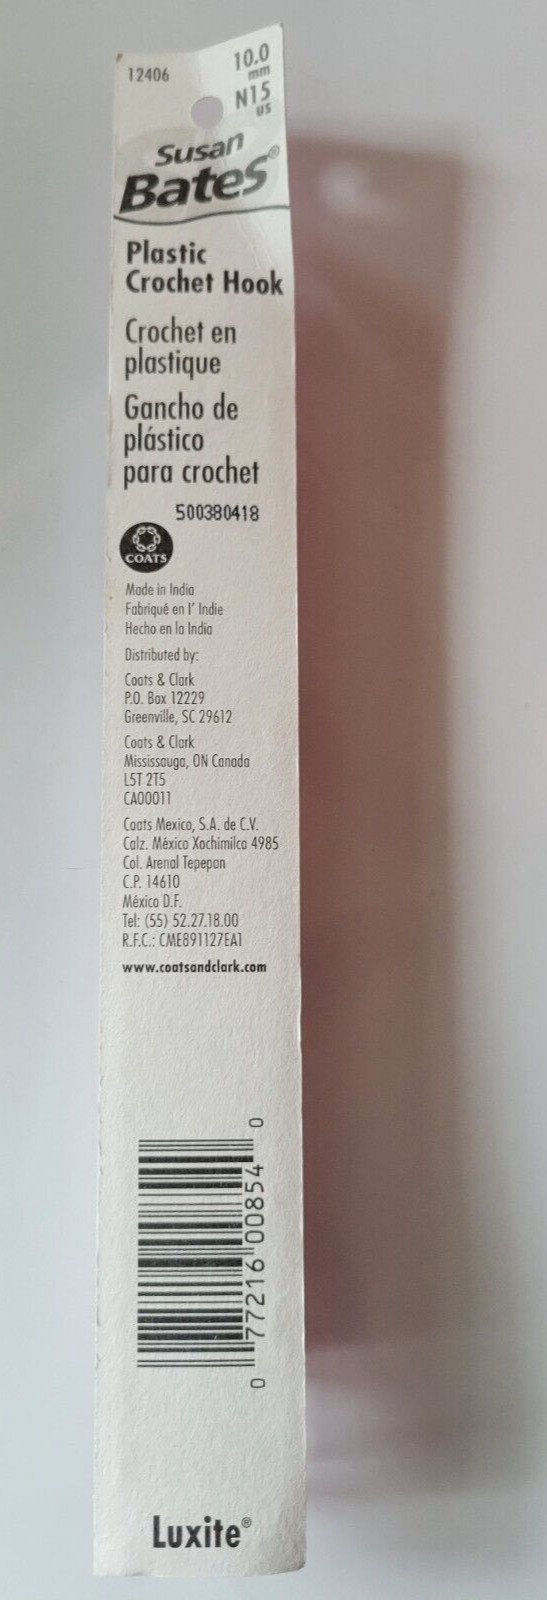 12406
10.0
mm
N15
US
Susan
Bates®
Plastic
Crochet Hook
Crochet en
plastique
Gancho de
plástico
para crochet
500380418
COATS
Made in India
Fabriqué en l' Indie
Hecho en la India
Distributed by:
Coats & Clark
P.O. Box 12229
Greenville, SC 29612
Coats & Clark
Mississauga, ON Canada
L5T 2T5
CA00011
Coats Mexico, S.A. de C.V.
Calz. México Xochimilco 4985
Col. Arenal Tepepan
C.P. 14610
México D.F.
Tel: (55) 52.27.18.00
R.F.C.: CME891127EA1
www.coatsandclark.com
0 77216 00854 0
Luxite®